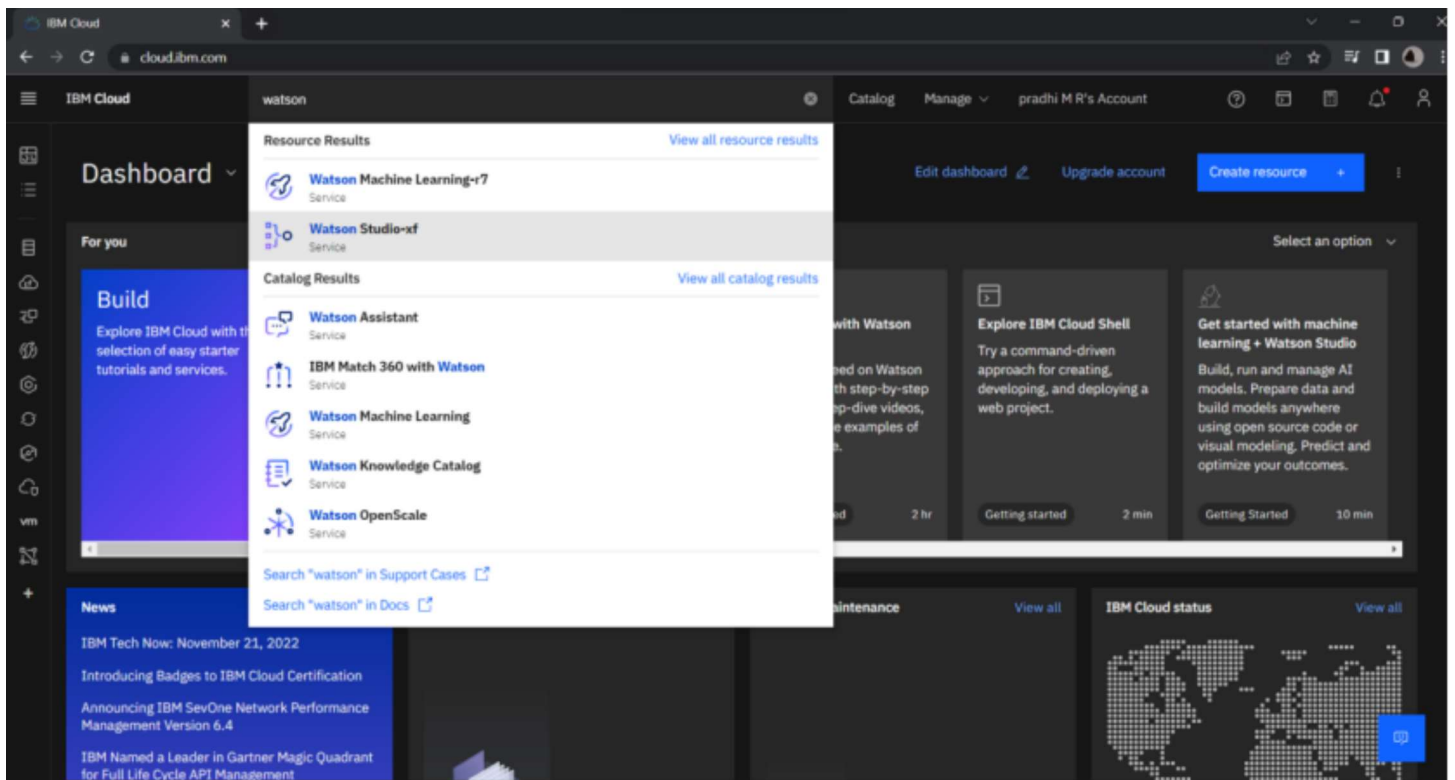 IBM Cloud
cloud.ibm.com
IBM Cloud
watson
Catalog
Manage
pradhi M R's Account
Dashboard
Edit dashboard
Upgrade account
Create resource +
Resource Results
View all resource results
Watson Machine Learning-r7
Service
Watson Studio-xf
Service
Catalog Results
View all catalog results
Watson Assistant
Service
IBM Match 360 with Watson
Service
Watson Machine Learning
Service
Watson Knowledge Catalog
Service
Watson OpenScale
Service
Search "watson" in Support Cases
Search "watson" in Docs
For you
Select an option
Build
Explore IBM Cloud with
selection of easy starter
tutorials and services.
with Watson
on Watson
step-by-step
videos,
examples of
2 hr
Explore IBM Cloud Shell
Try a command-driven
approach for creating,
developing, and deploying a
web project.
Getting started
2 min
Get started with machine
learning + Watson Studio
Build, run and manage AI
models. Prepare data and
build models anywhere
using open source code or
visual modeling. Predict and
optimize your outcomes.
Getting Started
10 min
vm
News
IBM Tech Now: November 21, 2022
Introducing Badges to IBM Cloud Certification
Announcing IBM SevOne Network Performance
Management Version 6.4
IBM Named a Leader in Gartner Magic Quadrant
for Full Life Cycle API Management
View all
IBM Cloud status
View all